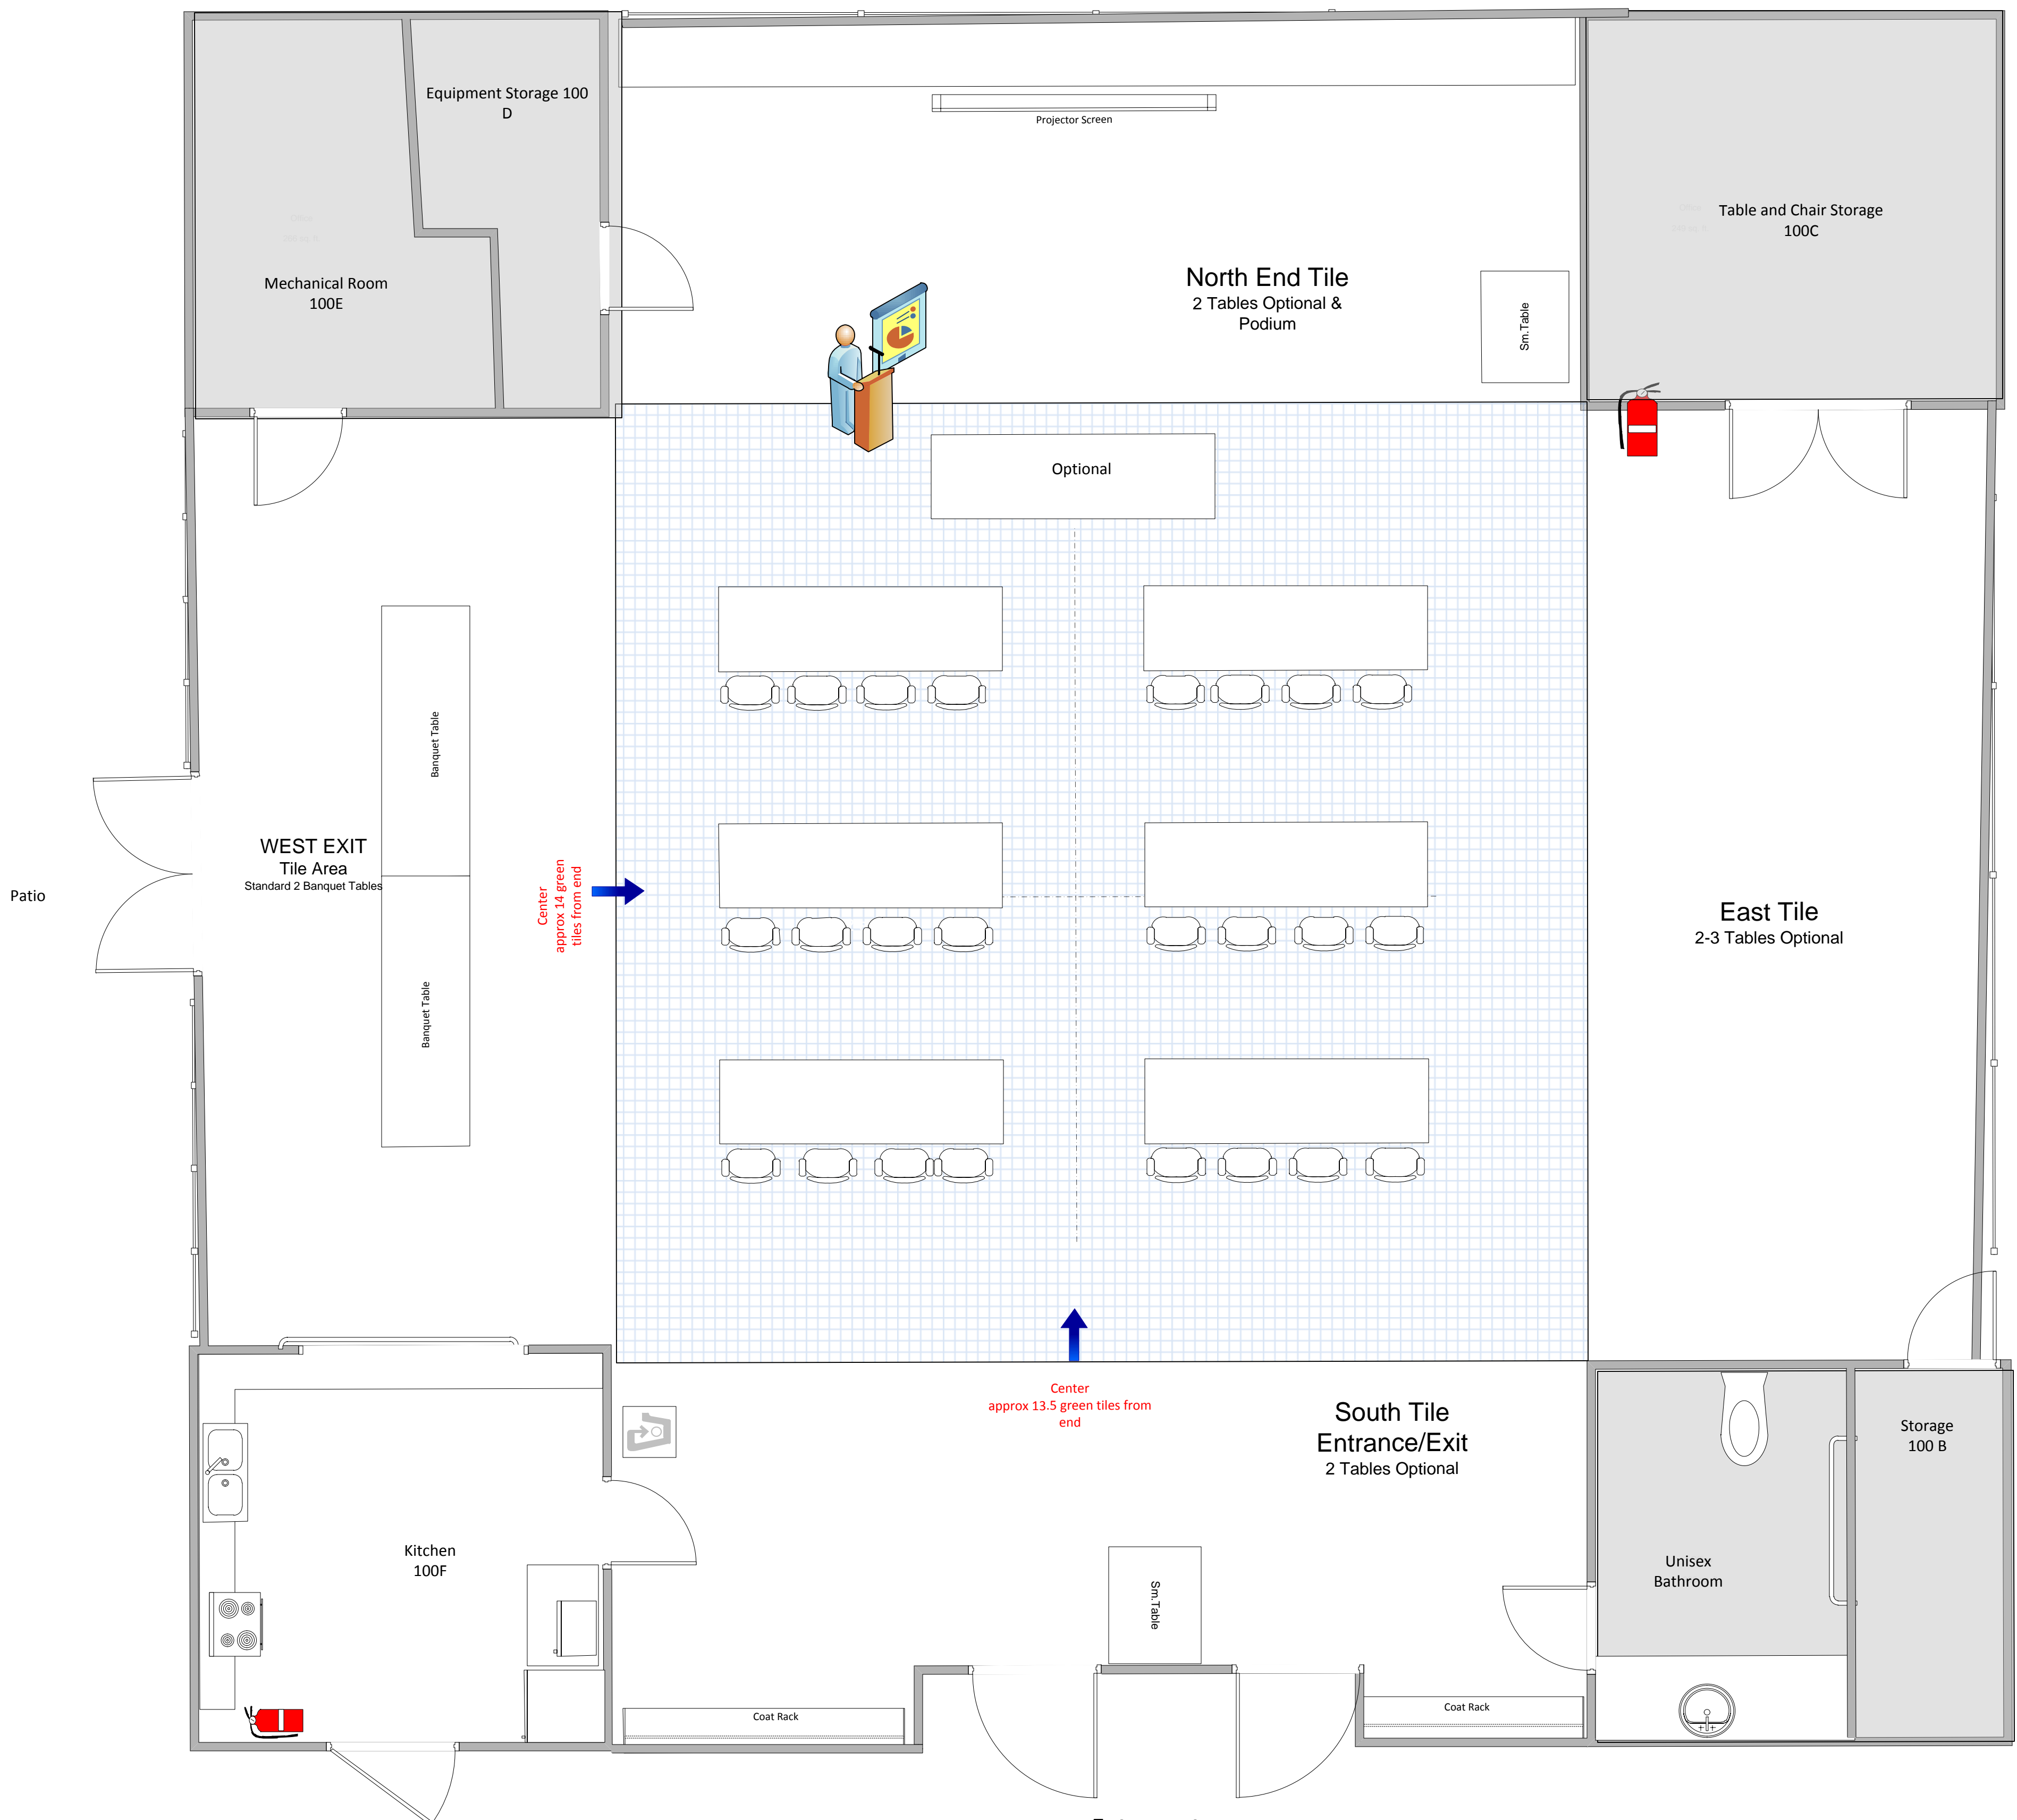 Equipment Storage 100
D
Projector Screen
Table and Chair Storage
100C
Mechanical Room
100E
North End Tile
2 Tables Optional &
Podium
Sm.Table
Optional
Banquet Table
WEST EXIT
Tile Area
Standard 2 Banquet Tables
Patio
Center
approx 14 green
tiles from end
East Tile
2-3 Tables Optional
Banquet Table
Center
approx 13.5 green tiles from
end
South Tile
Entrance/Exit
2 Tables Optional
Storage
100 B
Kitchen
100F
Sm.Table
Unisex
Bathroom
Coat Rack
Coat Rack